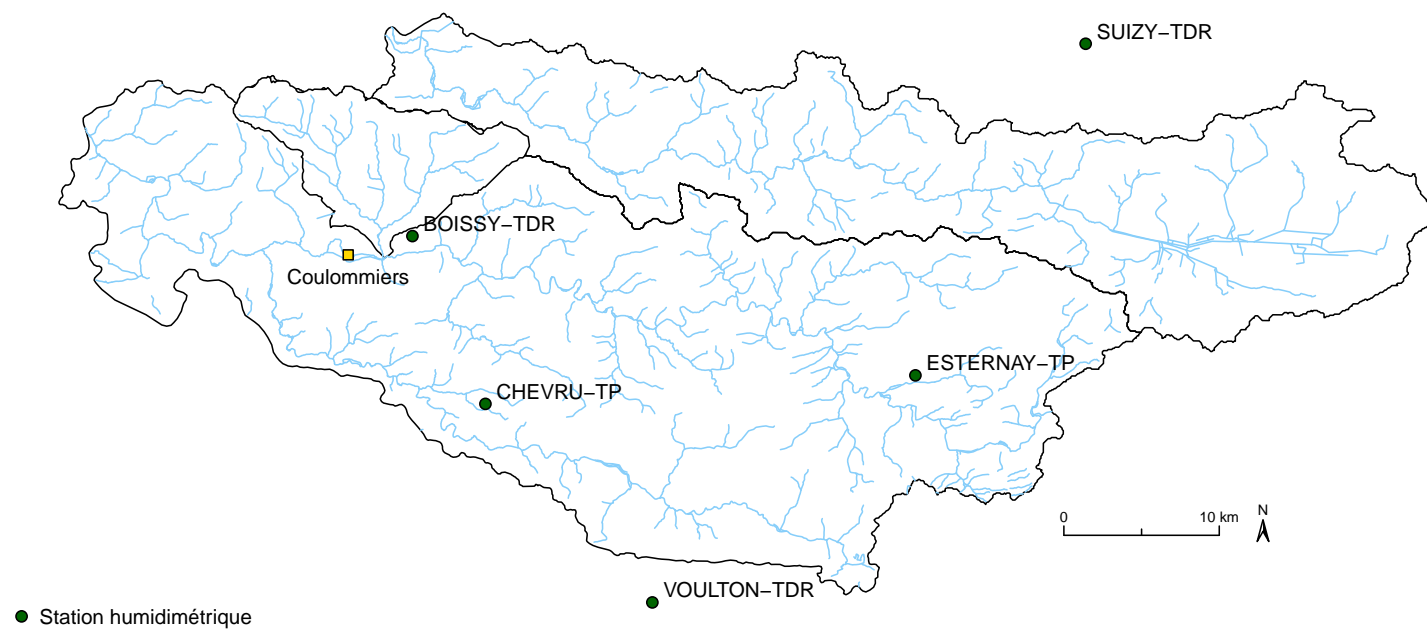 SUIZY−TDR
BOISSY−TDR
Coulommiers
ESTERNAY−TP
CHEVRU−TP
0 10 km N
VOULTON−TDR
Station humidimétrique